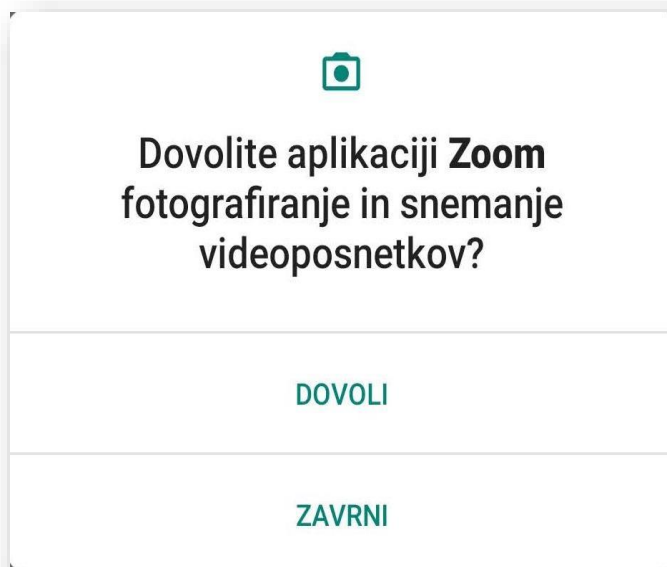 Dovolite aplikaciji Zoom
fotografiranje in snemanje
videoposnetkov?
DOVOLI
ZAVRNI